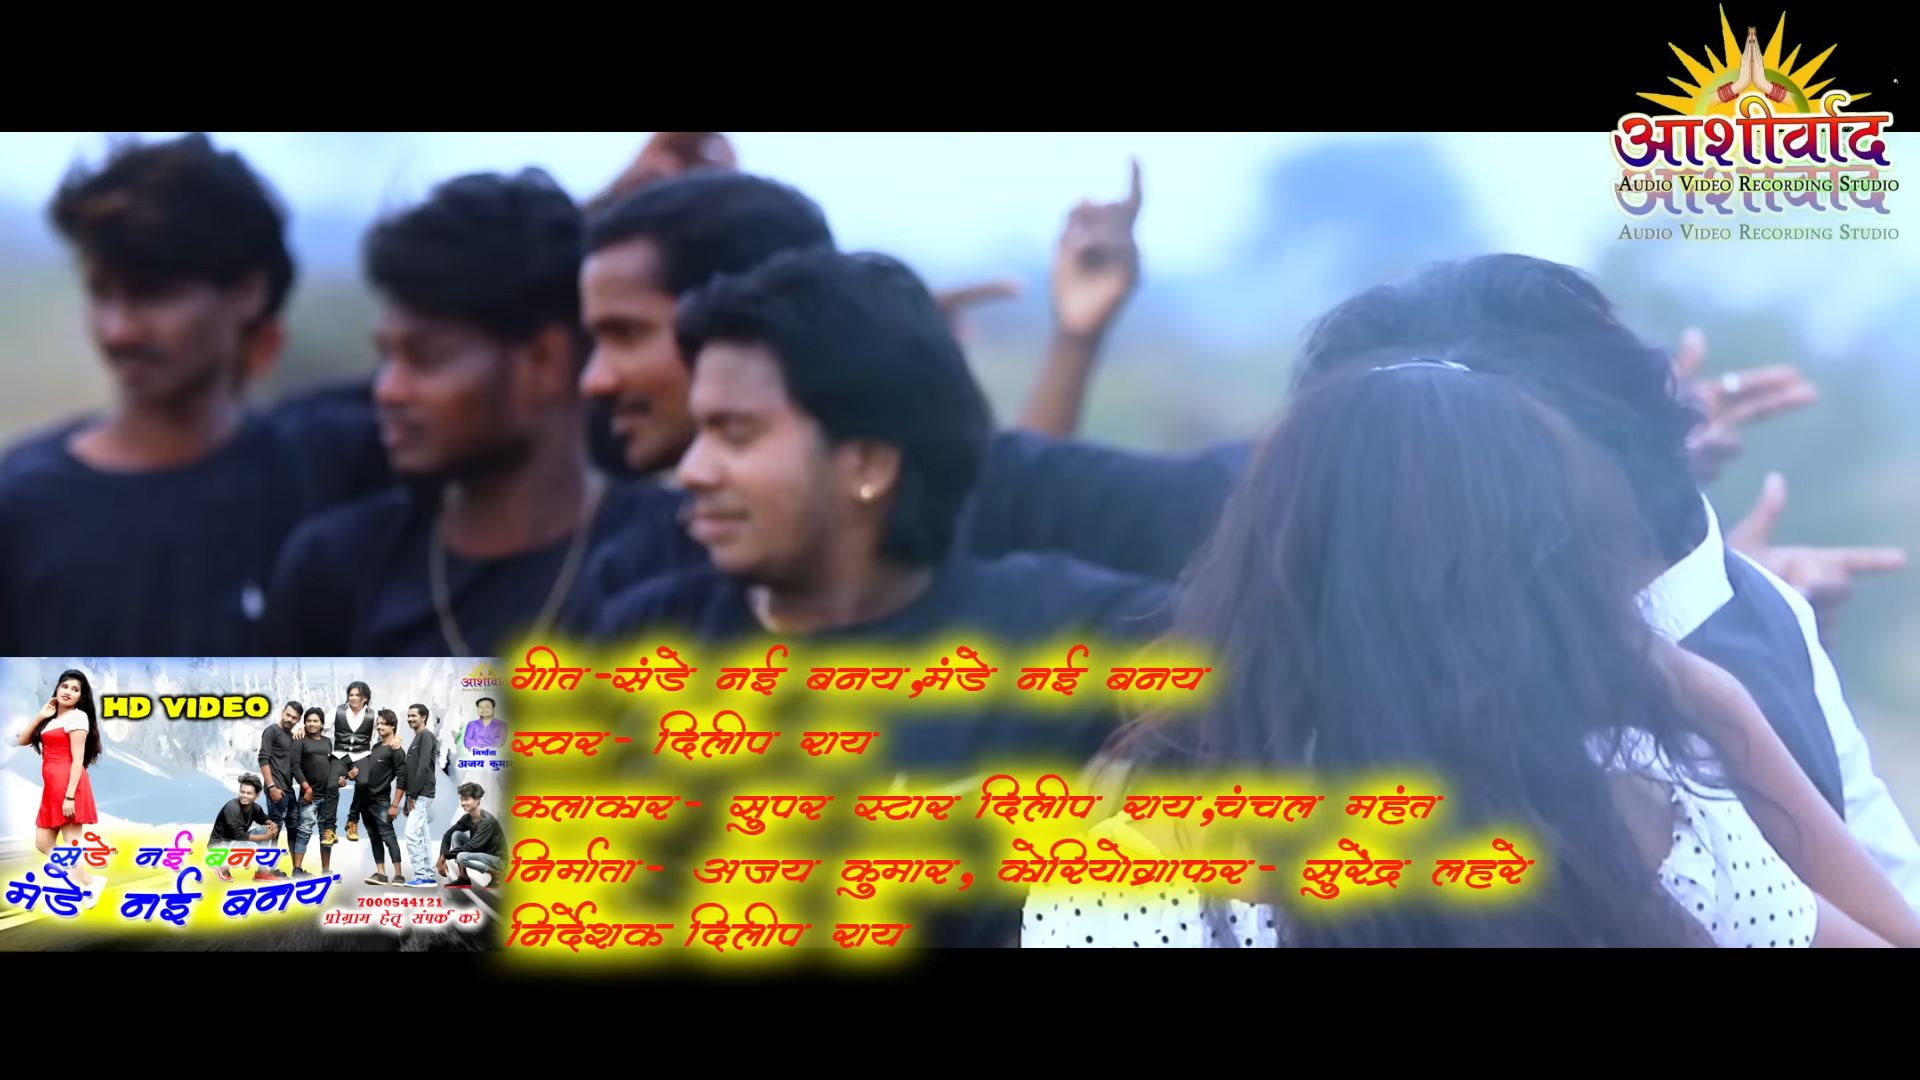 आशीर्वाद
AUDIO VIDEO RECORDING STUDIO
आशीर्वाद
AUDIO VIDEO RECORDING STUDIO
गीत-संडे नई बनय,मंडे नई बनय
स्वर- दिलीप राय
कलाकार- सुपर स्टार दिलीप राय,चंचल महंत
निर्माता- अजय कुमार, कोरियोग्राफर- सुरेंद्र लहरे
निर्देशक दिलीप राय
HD VIDEO
आशीर्वाद
निर्माता
अजय कुमार
संडे नई बनय
मंडे नई बनय
7000544121
प्रोग्राम हेतू संपर्क करे